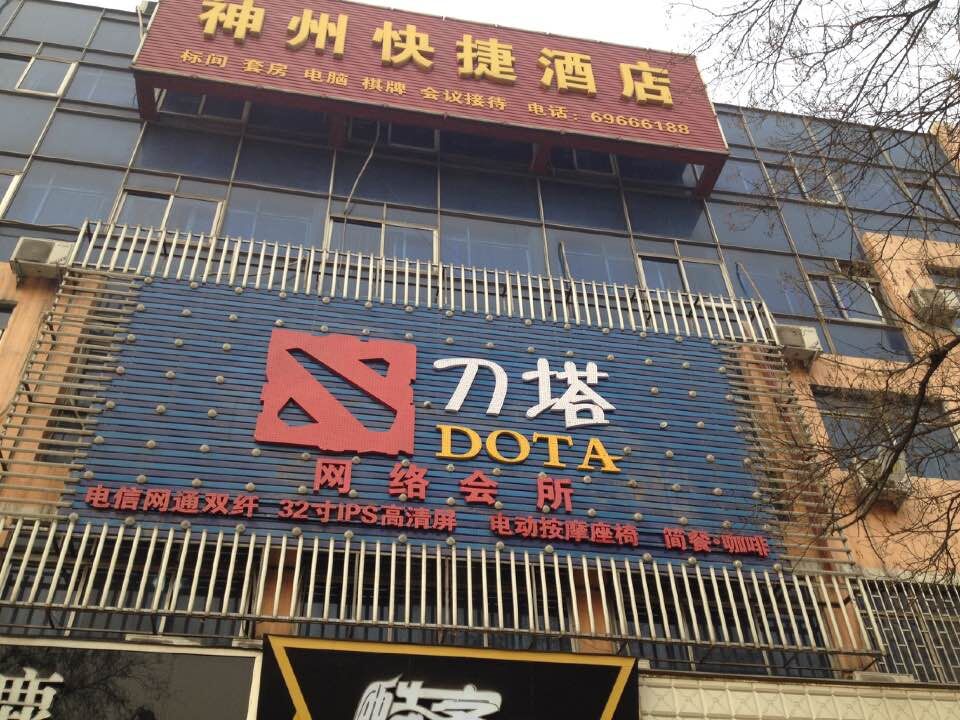 神州快捷酒店
标间 套房 电脑 棋牌 会议接待 电话：69666188
刀塔
DOTA
网络会所
电信网通双纤 32寸iPS高清屏 电动按摩座椅 简餐·咖啡
客